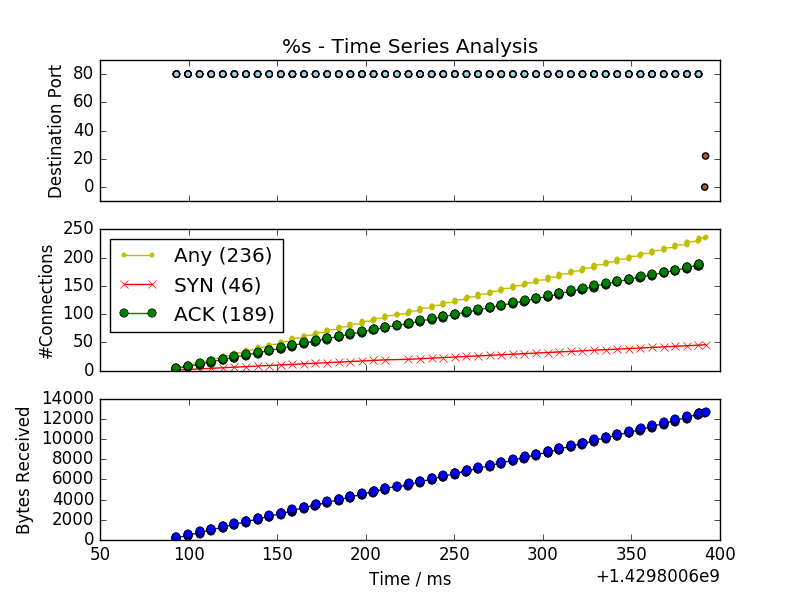 %s - Time Series Analysis
80
60
40
20
0
Destination Port
250
200
150
100
50
0
#Connections
Any (236)
SYN (46)
ACK (189)
14000
12000
10000
8000
6000
4000
2000
0
Bytes Received
50 100 150 200 250 300 350 400
Time / ms
+1.4298006e9